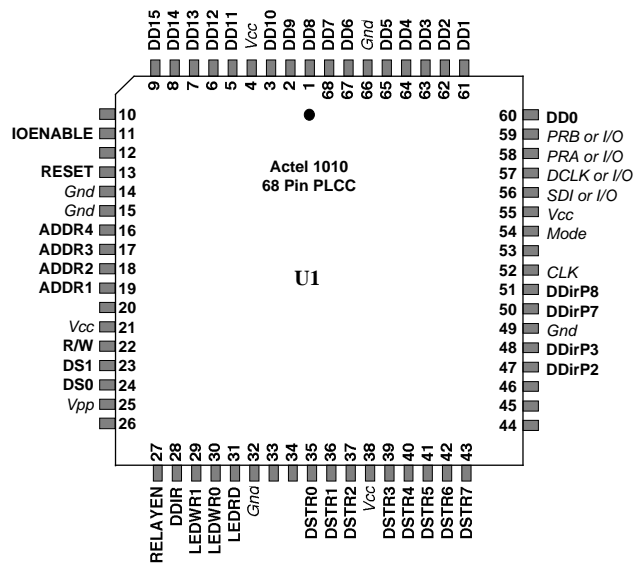 DD15 DD14 DD13 DD12 DD11 Vcc DD10 DD9 DD8 DD7 DD6 Gnd DD5 DD4 DD3 DD2 DD1
9 8 7 6 5 4 3 2 1 68 67 66 65 64 63 62 61
10
IOENABLE 11
12
RESET 13
Gnd 14
Gnd 15
ADDR4 16
ADDR3 17
ADDR2 18
ADDR1 19
20
Vcc 21
R/W 22
DS1 23
DS0 24
Vpp 25
26
Actel 1010
68 Pin PLCC
U1
60 DD0
59 PRB or I/O
58 PRA or I/O
57 DCLK or I/O
56 SDI or I/O
55 Vcc
54 Mode
53
52 CLK
51 DDirP8
50 DDirP7
49 Gnd
48 DDirP3
47 DDirP2
46
45
44
27 28 29 30 31 32 33 34 35 36 37 38 39 40 41 42 43
RELAYEN DDIR LEDWR1 LEDWR0 LEDRD Gnd DSTR0 DSTR1 DSTR2 Vcc DSTR3 DSTR4 DSTR5 DSTR6 DSTR7